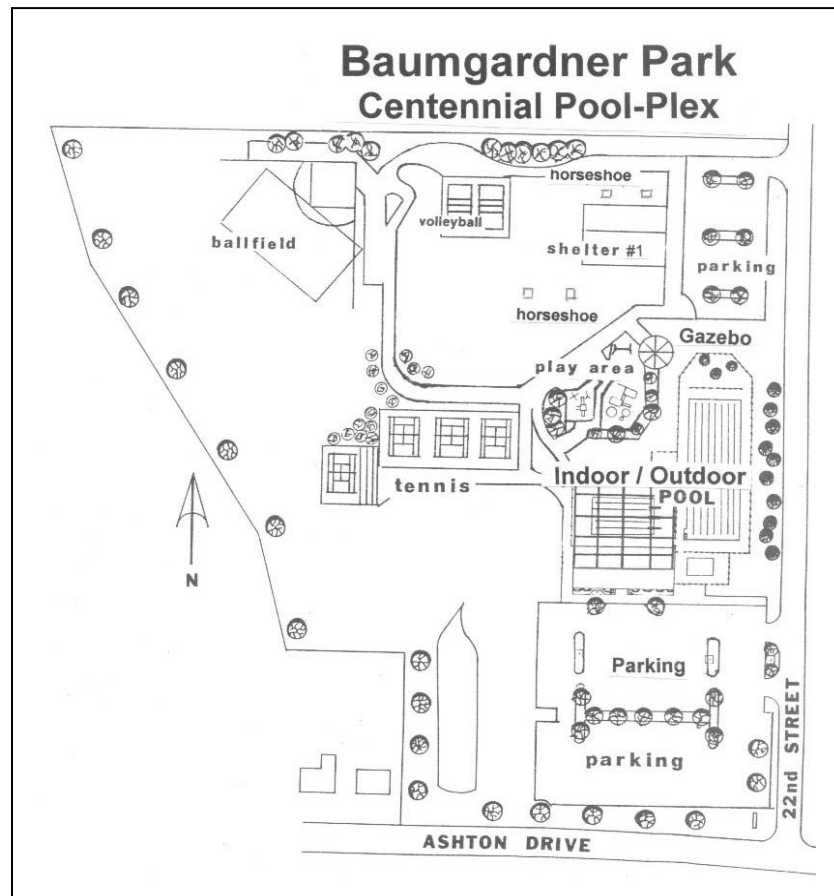 Baumgardner Park
Centennial Pool-Plex
horseshoe
volleyball
ballfield
shelter #1
parking
horseshoe
Gazebo
play area
Indoor / Outdoor
POOL
tennis
N
Parking
parking
22nd STREET
ASHTON DRIVE